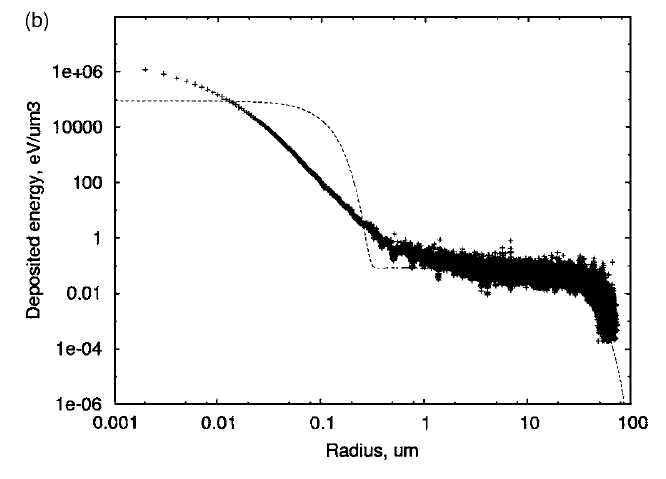 (b)
Deposited energy, eV/um3
1e+06
10000
100
1
0.01
1e-04
1e-06
0.001 0.01 0.1 1 10 100
Radius, um